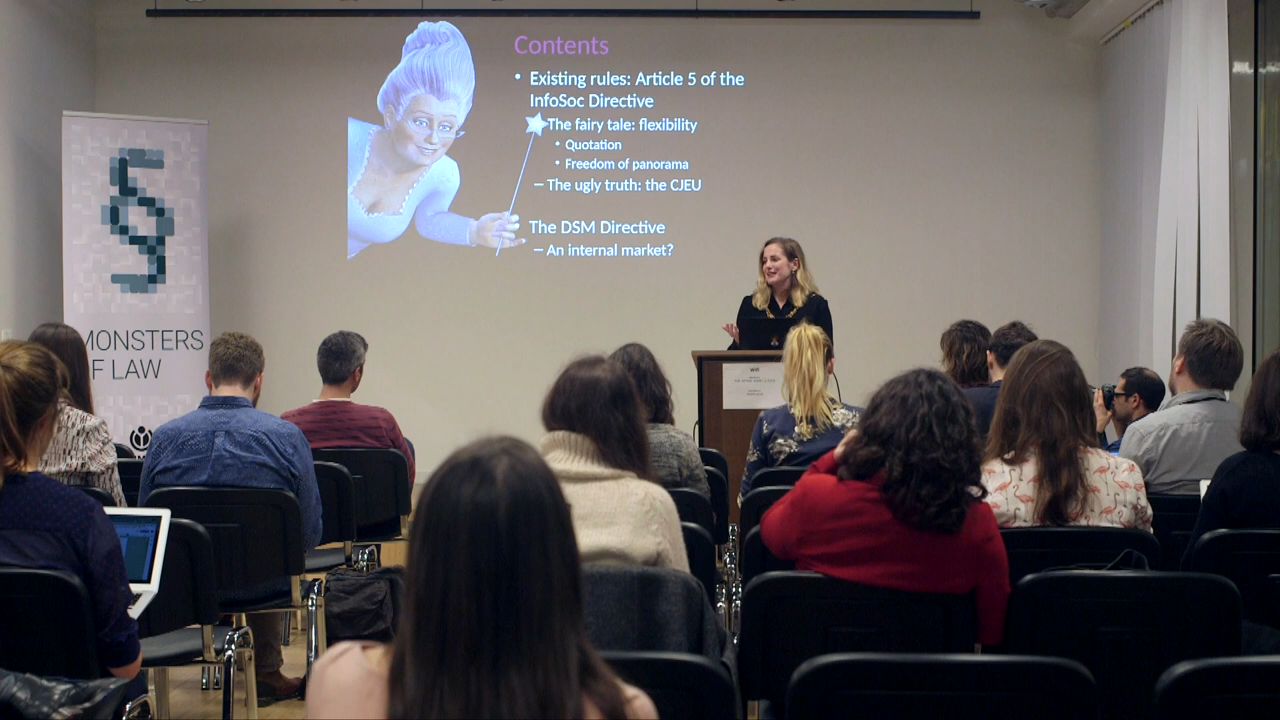 Contents
• Existing rules: Article 5 of the
InfoSoc Directive
The fairy tale: flexibility
• Quotation
• Freedom of panorama
– The ugly truth: the CJEU
The DSM Directive
– An internal market?
MONSTERS
F LAW